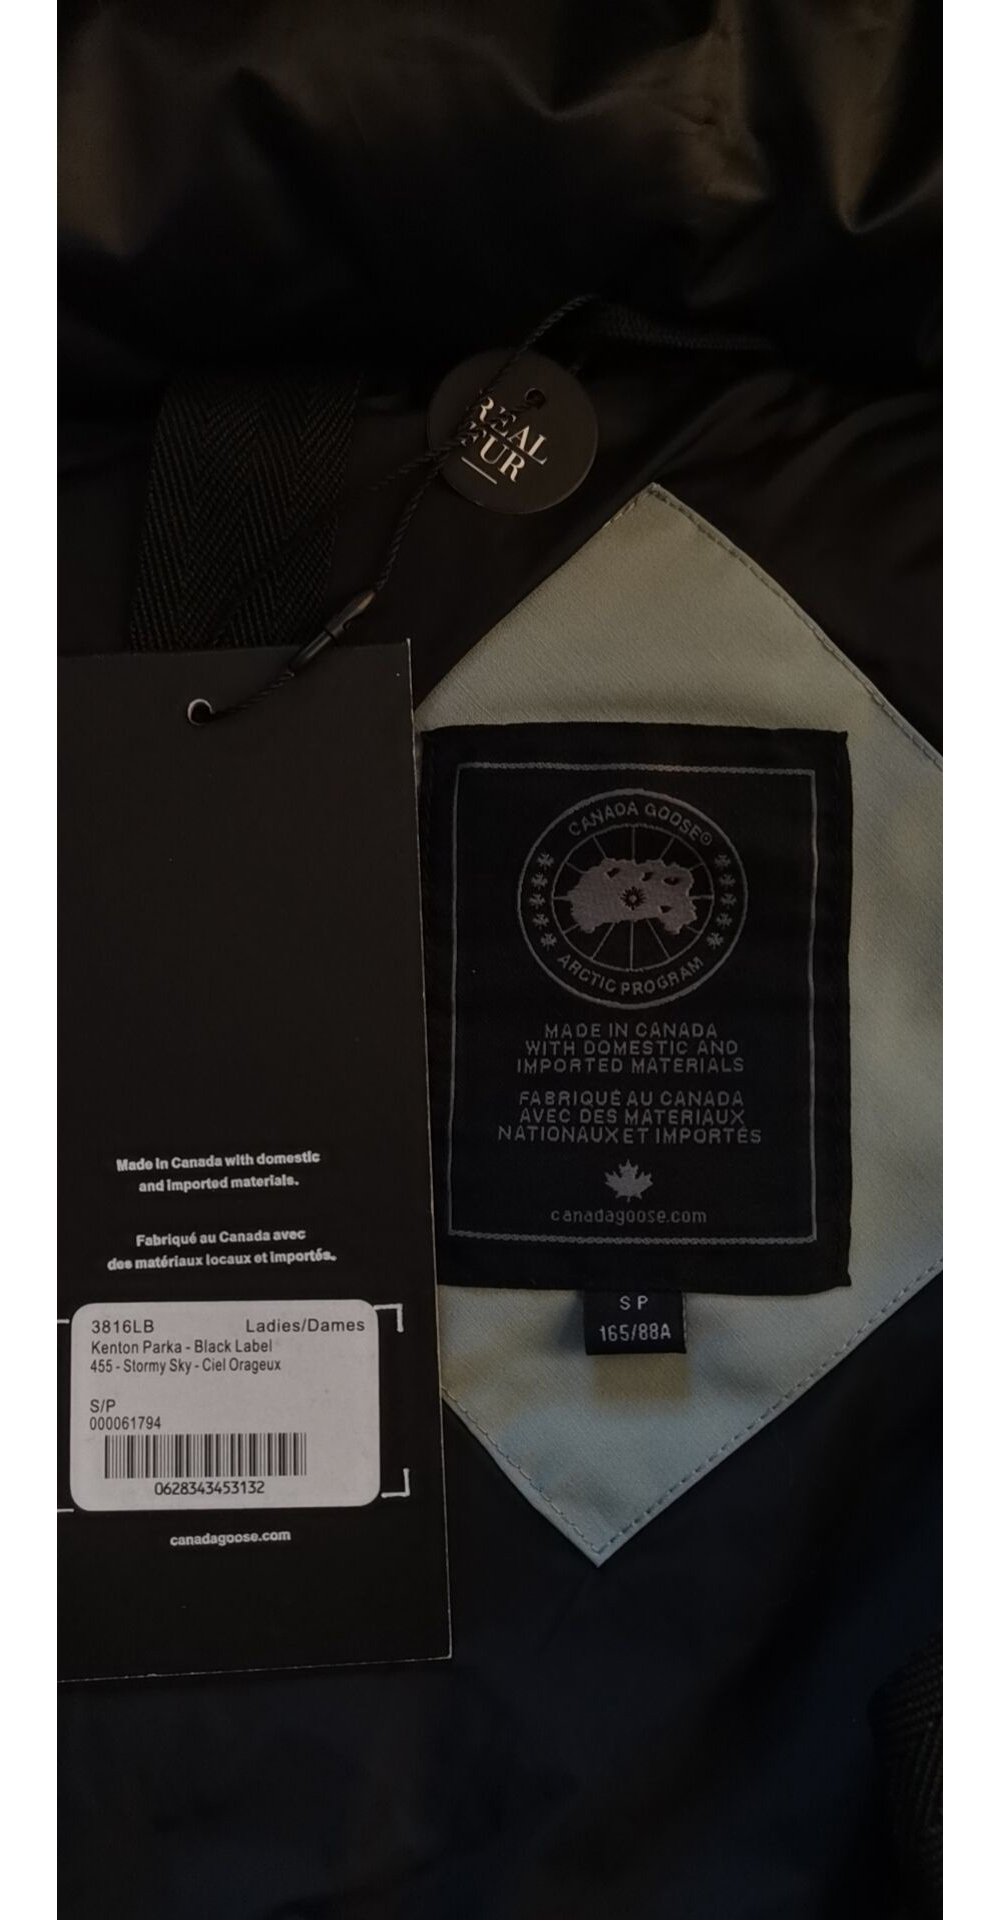 REAL
FUR
CANADA GOOSE®
ARCTIC PROGRAM
MADE IN CANADA
WITH DOMESTIC AND
IMPORTED MATERIALS
FABRIQUÉ AU CANADA
AVEC DES MATERIAUX
NATIONAUX ET IMPORTÉS
canadagoose.com
S P
165/88A
Made in Canada with domestic
and imported materials.
Fabriqué au Canada avec
des matériaux locaux et importés.
3816LB Ladies/Dames
Kenton Parka - Black Label
455 - Stormy Sky - Ciel Orageux
S/P
000061794
0628343453132
canadagoose.com